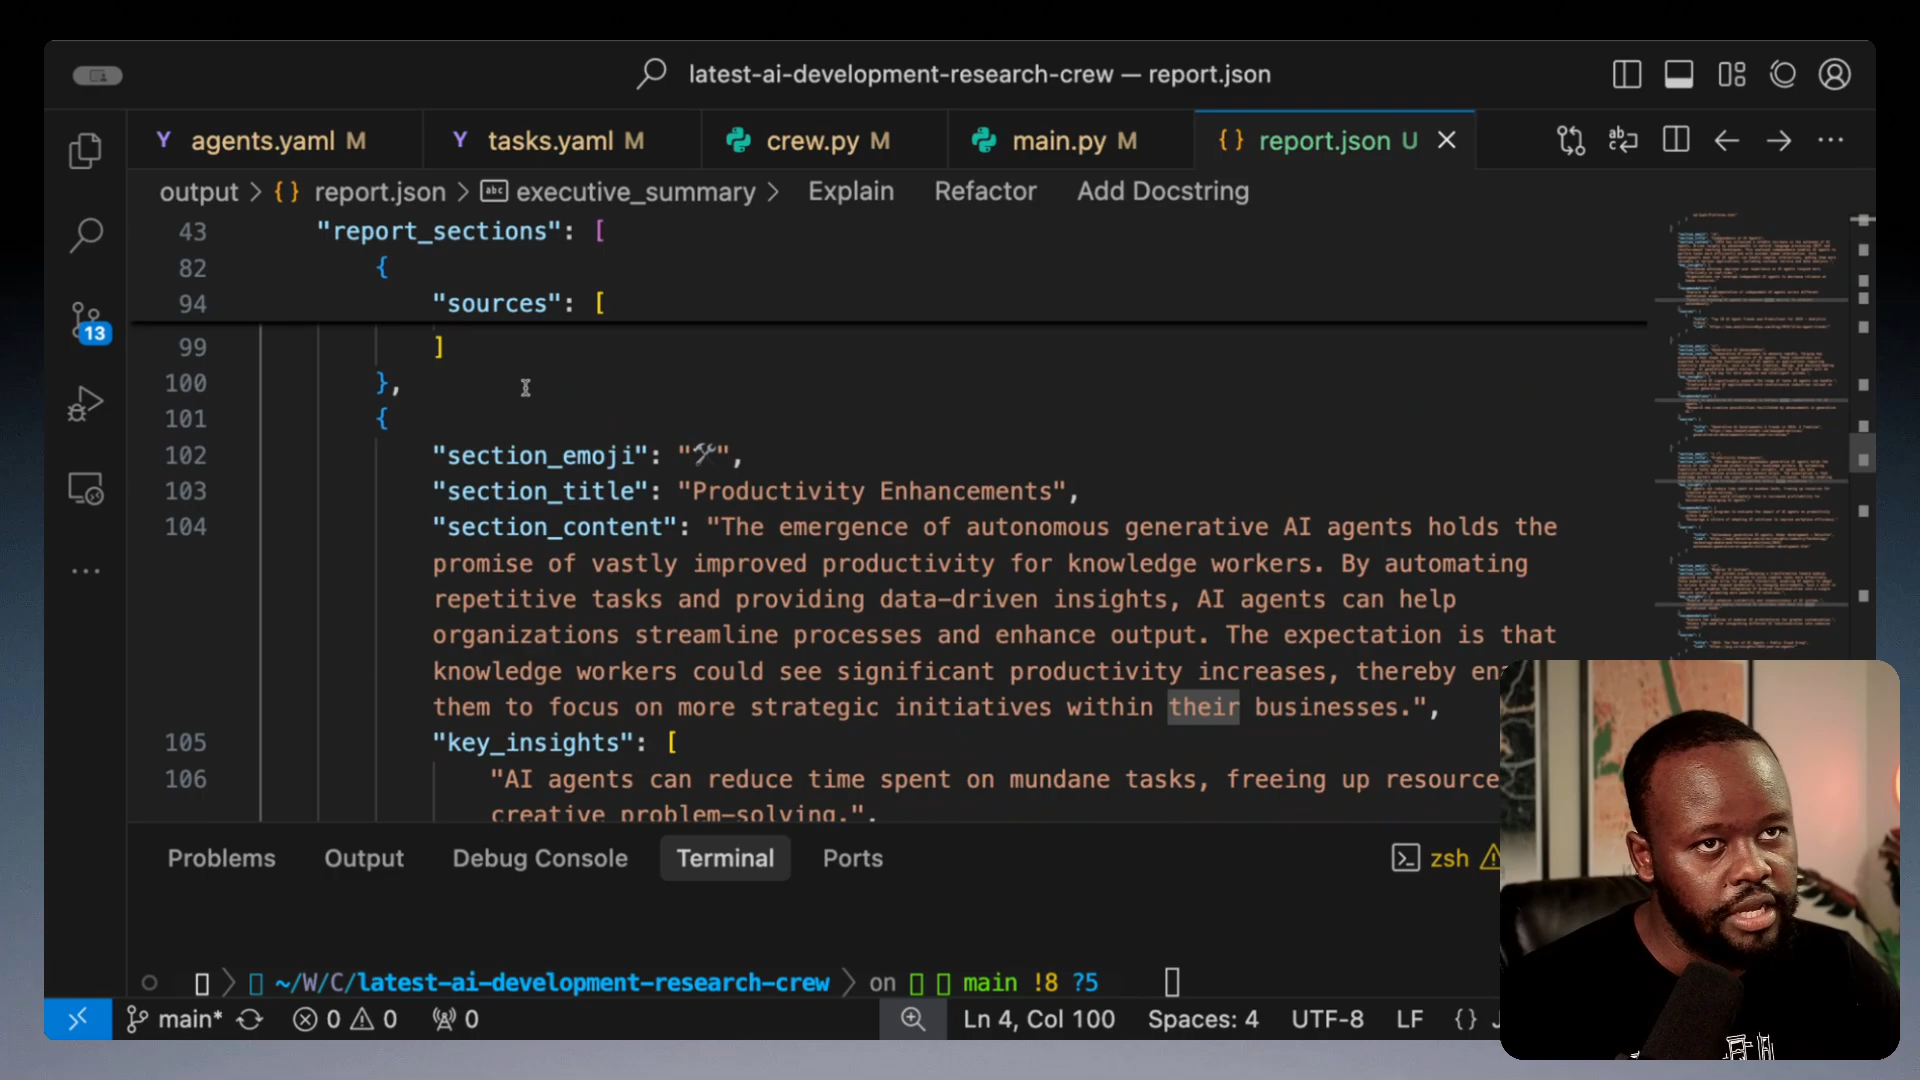 latest-ai-development-research-crew — report.json
agents.yaml M
tasks.yaml M
crew.py M
main.py M
{} report.json U
output > {} report.json > abc executive_summary > Explain Refactor Add Docstring
43 "report_sections": [
82 {
94 "sources": [
99 ]
100 },
101 {
102 "section_emoji": "🛠",
103 "section_title": "Productivity Enhancements",
104 "section_content": "The emergence of autonomous generative AI agents holds the
promise of vastly improved productivity for knowledge workers. By automating
repetitive tasks and providing data-driven insights, AI agents can help
organizations streamline processes and enhance output. The expectation is that
knowledge workers could see significant productivity increases, thereby
them to focus on more strategic initiatives within their businesses.",
105 "key_insights": [
106 "AI agents can reduce time spent on mundane tasks, freeing up
creative problem-solving.",
13
Problems Output Debug Console Terminal Ports
zsh
~/W/C/latest-ai-development-research-crew > on main !8 ?5
main* 0 0 0 Ln 4, Col 100 Spaces: 4 UTF-8 LF {}